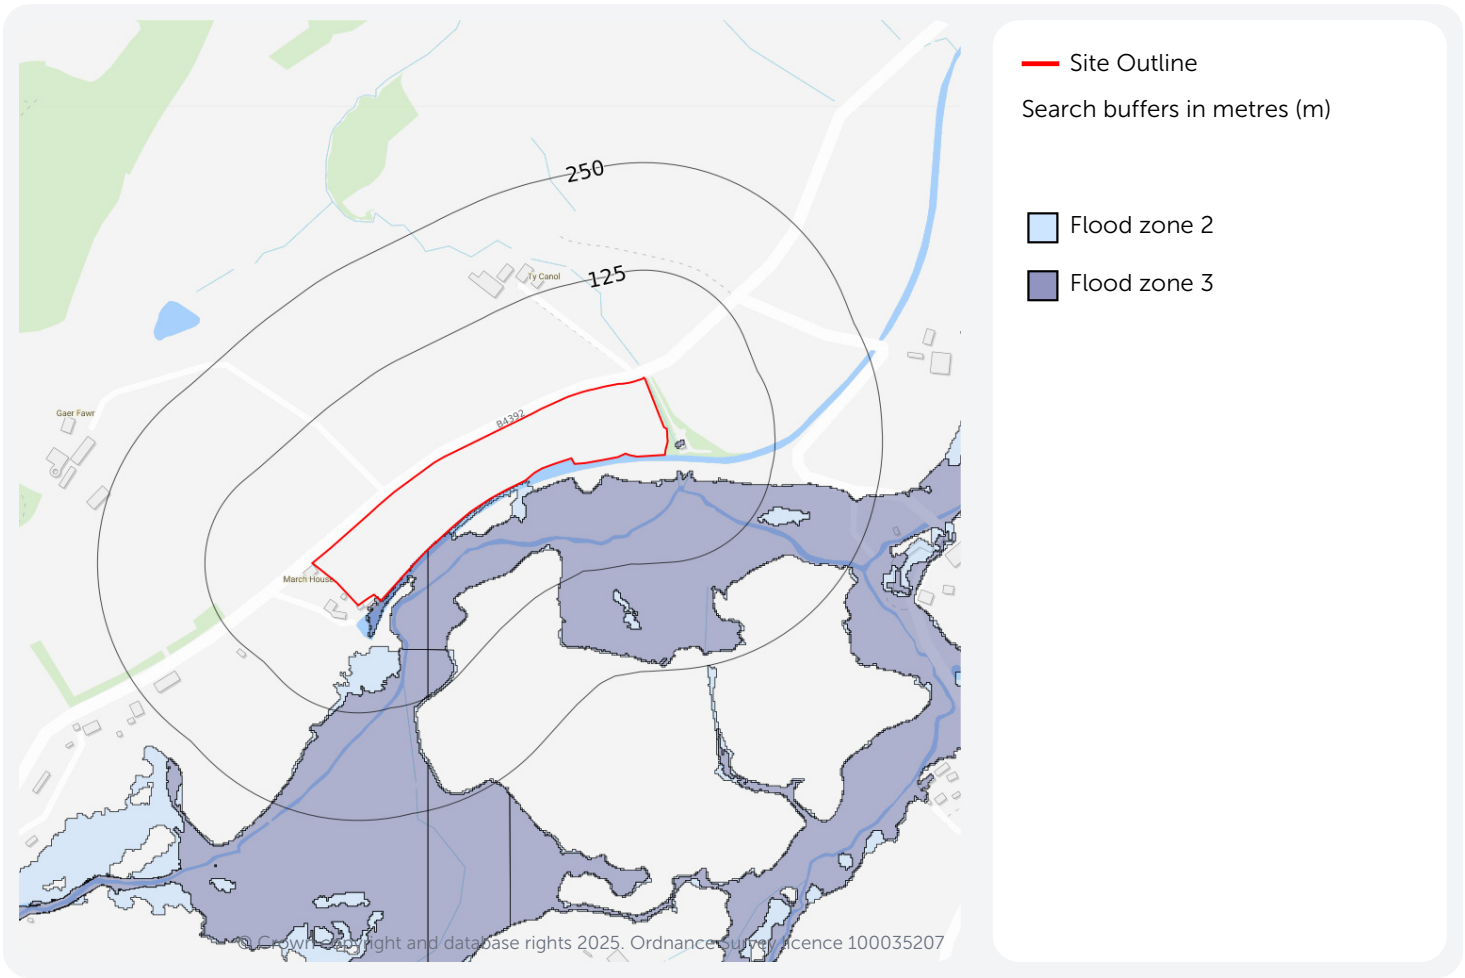 Site Outline
Search buffers in metres (m)
Flood zone 2
Flood zone 3
250
125
Ty Canol
B4392
Gaer Fawr
March House
© Crown copyright and database rights 2025. Ordnance Survey licence 100035207